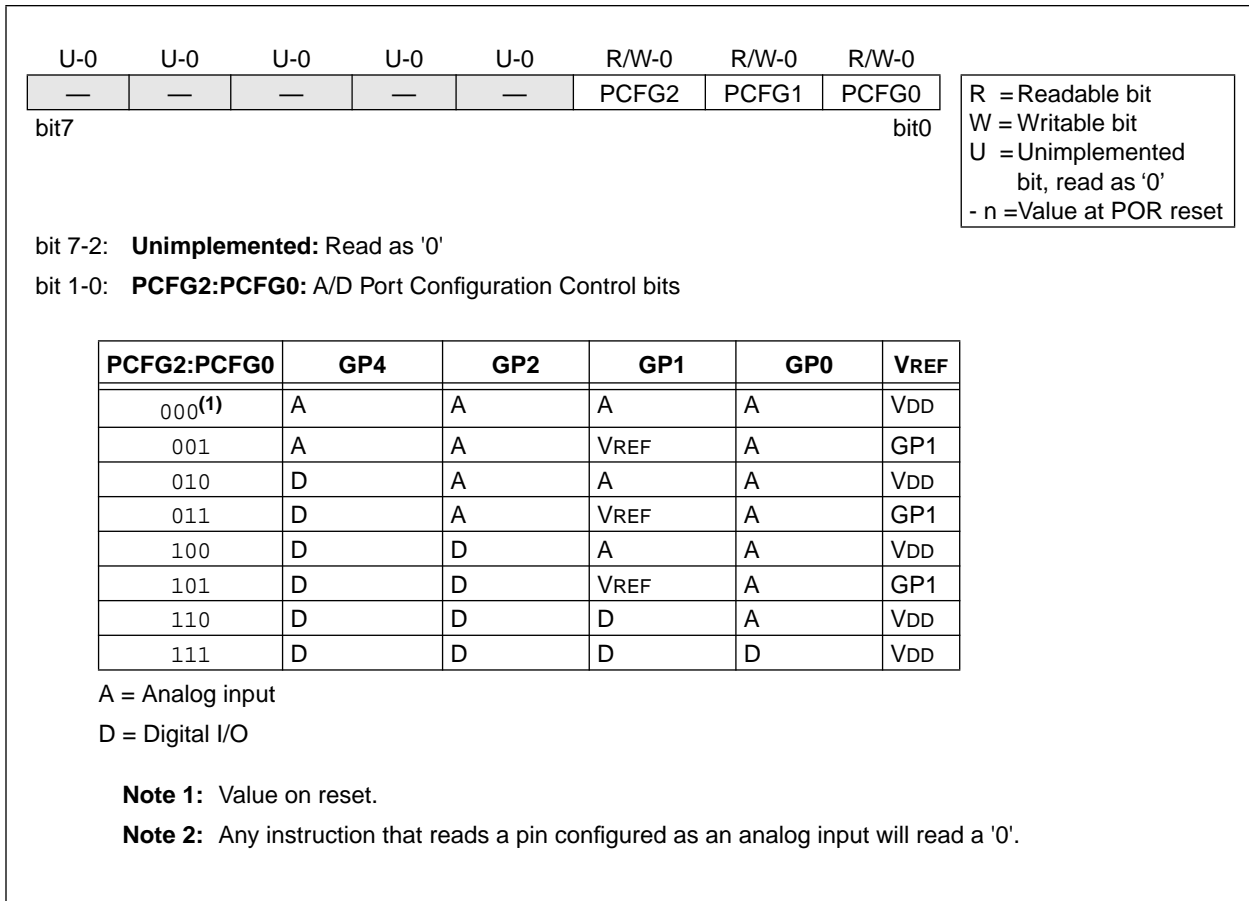 U-0 U-0 U-0 U-0 U-0 R/W-0 R/W-0 R/W-0
— — — — — PCFG2 PCFG1 PCFG0
bit7 bit0
R = Readable bit
W = Writable bit
U = Unimplemented
bit, read as ‘0’
- n = Value at POR reset
bit 7-2: Unimplemented: Read as '0'
bit 1-0: PCFG2:PCFG0: A/D Port Configuration Control bits
PCFG2:PCFG0 GP4 GP2 GP1 GP0 VREF
000(1) A A A A VDD
001 A A VREF A GP1
010 D A A A VDD
011 D A VREF A GP1
100 D D A A VDD
101 D D VREF A GP1
110 D D D A VDD
111 D D D D VDD
A = Analog input
D = Digital I/O
Note 1: Value on reset.
Note 2: Any instruction that reads a pin configured as an analog input will read a '0'.